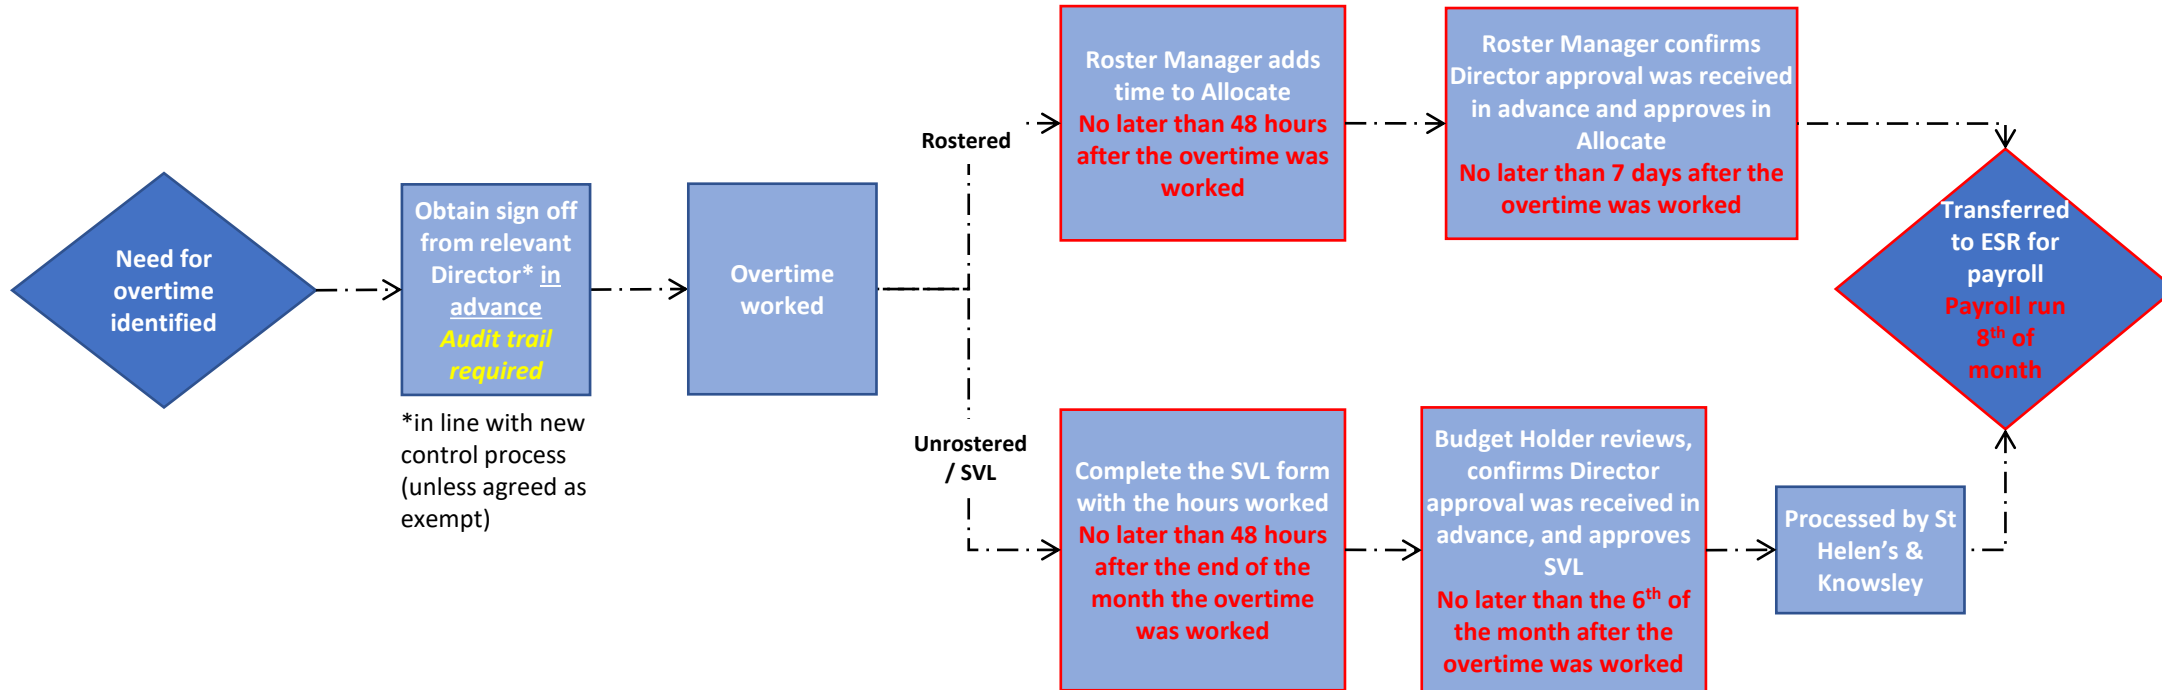 Need for
overtime
identified
Obtain sign off
from relevant
Director* in
advance
Audit trail
required
*in line with new
control process
(unless agreed as
exempt)
Overtime
worked
Rostered
Roster Manager adds
time to Allocate
No later than 48 hours
after the overtime was
worked
Roster Manager confirms
Director approval was received
in advance and approves in
Allocate
No later than 7 days after the
overtime was worked
Unrostered
/ SVL
Complete the SVL form
with the hours worked
No later than 48 hours
after the end of the
month the overtime
was worked
Budget Holder reviews,
confirms Director
approval was received in
advance, and approves
SVL
No later than the 6th of
the month after the
overtime was worked
Processed by St
Helen’s &
Knowsley
Transferred
to ESR for
payroll
Payroll run
8th of
month